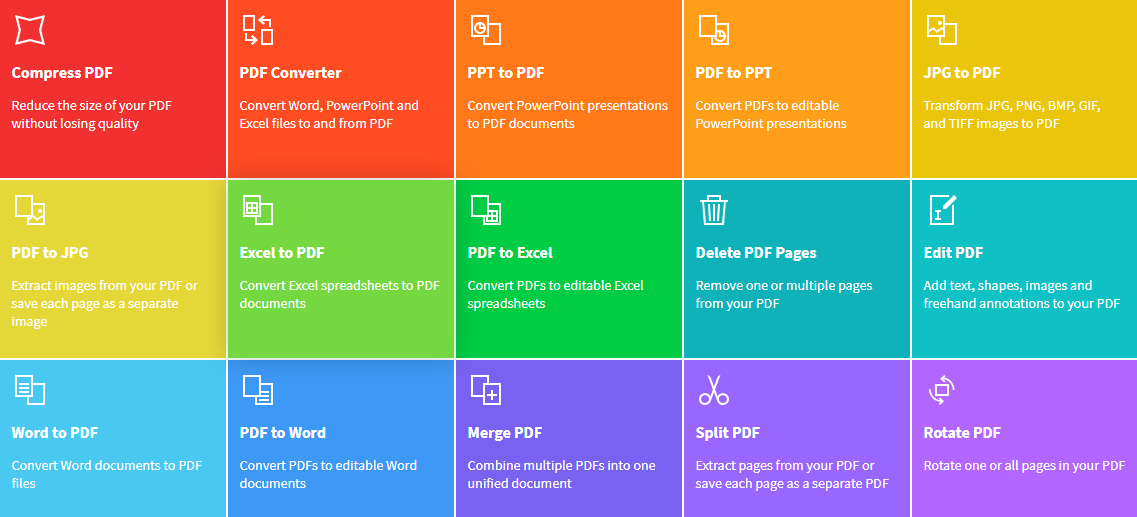 Compress PDF
Reduce the size of your PDF
without losing quality
PDF Converter
Convert Word, PowerPoint and
Excel files to and from PDF
PPT to PDF
Convert PowerPoint presentations
to PDF documents
PDF to PPT
Convert PDFs to editable
PowerPoint presentations
JPG to PDF
Transform JPG, PNG, BMP, GIF,
and TIFF images to PDF
PDF to JPG
Extract images from your PDF or
save each page as a separate
image
Excel to PDF
Convert Excel spreadsheets to PDF
documents
PDF to Excel
Convert PDFs to editable Excel
spreadsheets
Delete PDF Pages
Remove one or multiple pages
from your PDF
Edit PDF
Add text, shapes, images and
freehand annotations to your PDF
Word to PDF
Convert Word documents to PDF
files
PDF to Word
Convert PDFs to editable Word
documents
Merge PDF
Combine multiple PDFs into one
unified document
Split PDF
Extract pages from your PDF or
save each page as a separate PDF
Rotate PDF
Rotate one or all pages in your PDF